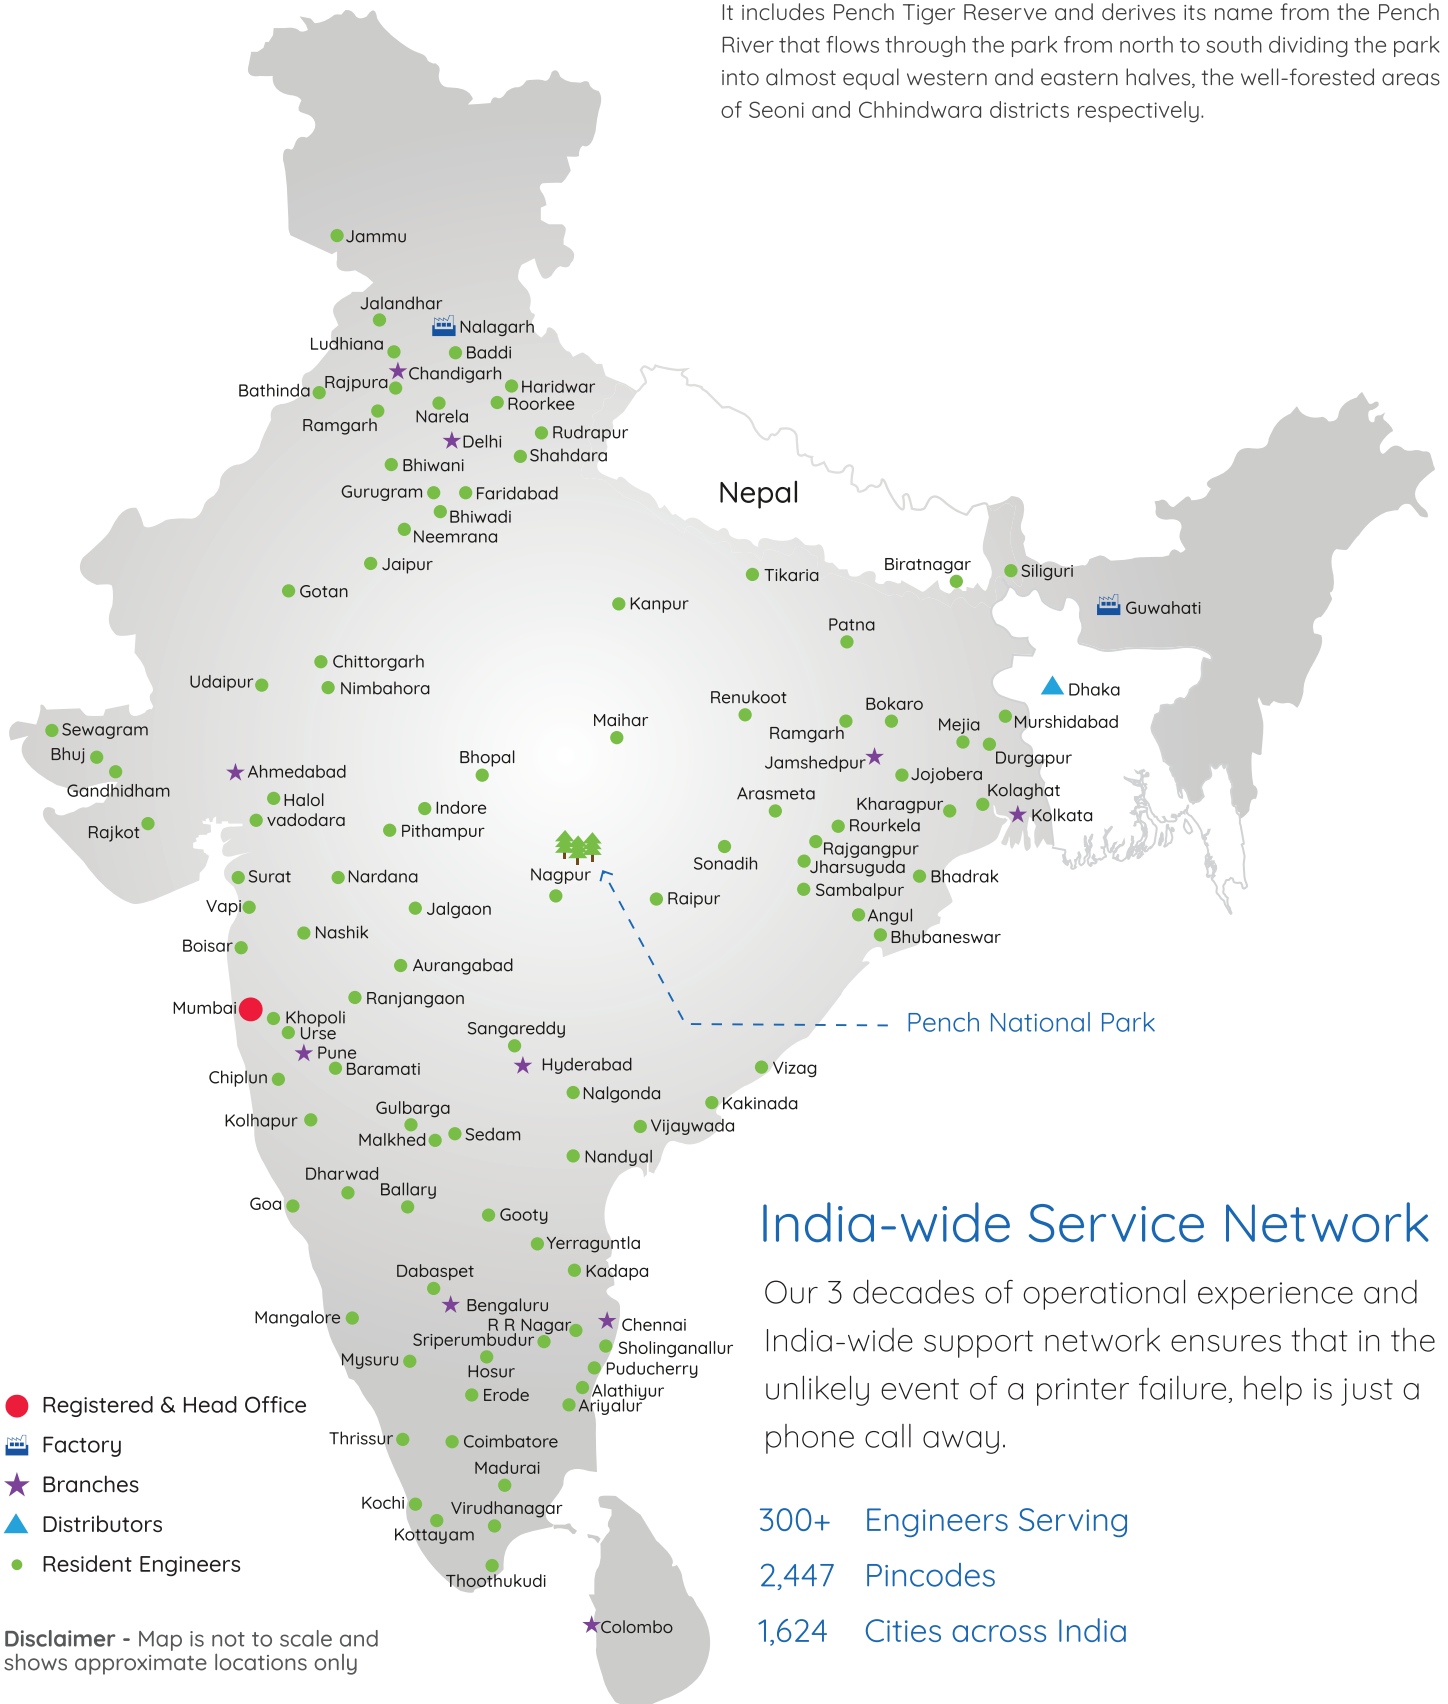 It includes Pench Tiger Reserve and derives its name from the Pench
River that flows through the park from north to south dividing the park
into almost equal western and eastern halves, the well-forested areas
of Seoni and Chhindwara districts respectively.
Jammu
Jalandhar
Nalagarh
Ludhiana
Baddi
Chandigarh
Rajpura
Bathinda
Haridwar
Roorkee
Narela
Ramgarh
Rudrapur
Delhi
Shahdara
Bhiwani
Gurugram
Faridabad
Bhiwadi
Neemrana
Nepal
Jaipur
Biratnagar
Siliguri
Tikaria
Gotan
Kanpur
Guwahati
Patna
Chittorgarh
Udaipur
Nimbahora
Dhaka
Renukoot
Bokaro
Maihar
Murshidabad
Mejia
Ramgarh
Sewagram
Bhuj
Bhopal
Durgapur
Jamshedpur
Ahmedabad
Jojobera
Gandhidham
Kolaghat
Arasmeta
Halol
Indore
Kharagpur
Kolkata
vadodara
Rajkot
Pithampur
Rourkela
Rajgangpur
Sonadih
Jharsuguda
Nagpur
Surat
Nardana
Bhadrak
Sambalpur
Raipur
Vapi
Jalgaon
Angul
Nashik
Bhubaneswar
Boisar
Aurangabad
Ranjangaon
Mumbai
Khopoli
Pench National Park
Sangareddy
Urse
Pune
Hyderabad
Baramati
Vizag
Chiplun
Nalgonda
Kakinada
Gulbarga
Kolhapur
Vijaywada
Sedam
Malkhed
Nandyal
Dharwad
Ballary
Goa
Gooty
Yerraguntla
Dabaspet
Kadapa
Bengaluru
Mangalore
R R Nagar
Chennai
Sriperumbudur
Sholinganallur
Mysuru
Hosur
Puducherry
Alathiyur
Erode
Ariyalur
Thrissur
Coimbatore
Madurai
Kochi
Virudhanagar
Kottayam
Thoothukudi
Colombo
India-wide Service Network
Our 3 decades of operational experience and
India-wide support network ensures that in the
unlikely event of a printer failure, help is just a
phone call away.
300+ Engineers Serving
2,447 Pincodes
1,624 Cities across India
Registered & Head Office
Factory
Branches
Distributors
Resident Engineers
Disclaimer - Map is not to scale and
shows approximate locations only